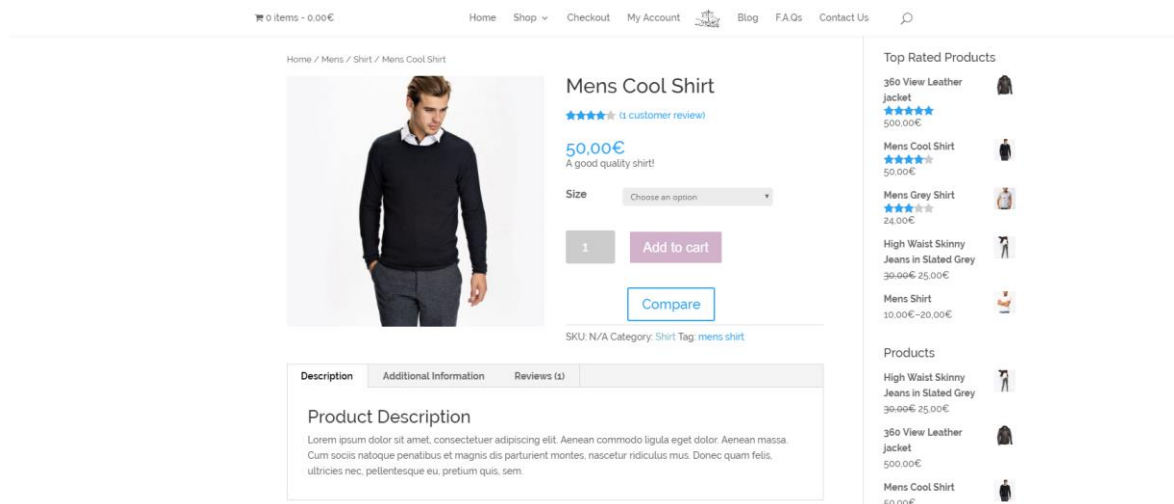 0 items - 0.00€
Home Shop Checkout My Account Blog F.A.Qs Contact Us
Home / Mens / Shirt / Mens Cool Shirt
Mens Cool Shirt
(1 customer review)
50,00€
A good quality shirt!
Size Choose an option
1 Add to cart
Compare
SKU: N/A Category: Shirt Tag: mens shirt
Description Additional Information Reviews (1)
Product Description
Lorem ipsum dolor sit amet, consectetuer adipiscing elit. Aenean commodo ligula eget dolor. Aenean massa.
Cum sociis natoque penatibus et magnis dis parturient montes, nascetur ridiculus mus. Donec quam felis,
ultricies nec, pellentesque eu, pretium quis, sem.
Top Rated Products
360 View Leather
jacket
500,00€
Mens Cool Shirt
50,00€
Mens Grey Shirt
24,00€
High Waist Skinny
Jeans in Slated Grey
30,00€ 25,00€
Mens Shirt
10,00€–20,00€
Products
High Waist Skinny
Jeans in Slated Grey
30,00€ 25,00€
360 View Leather
jacket
500,00€
Mens Cool Shirt
50,00€